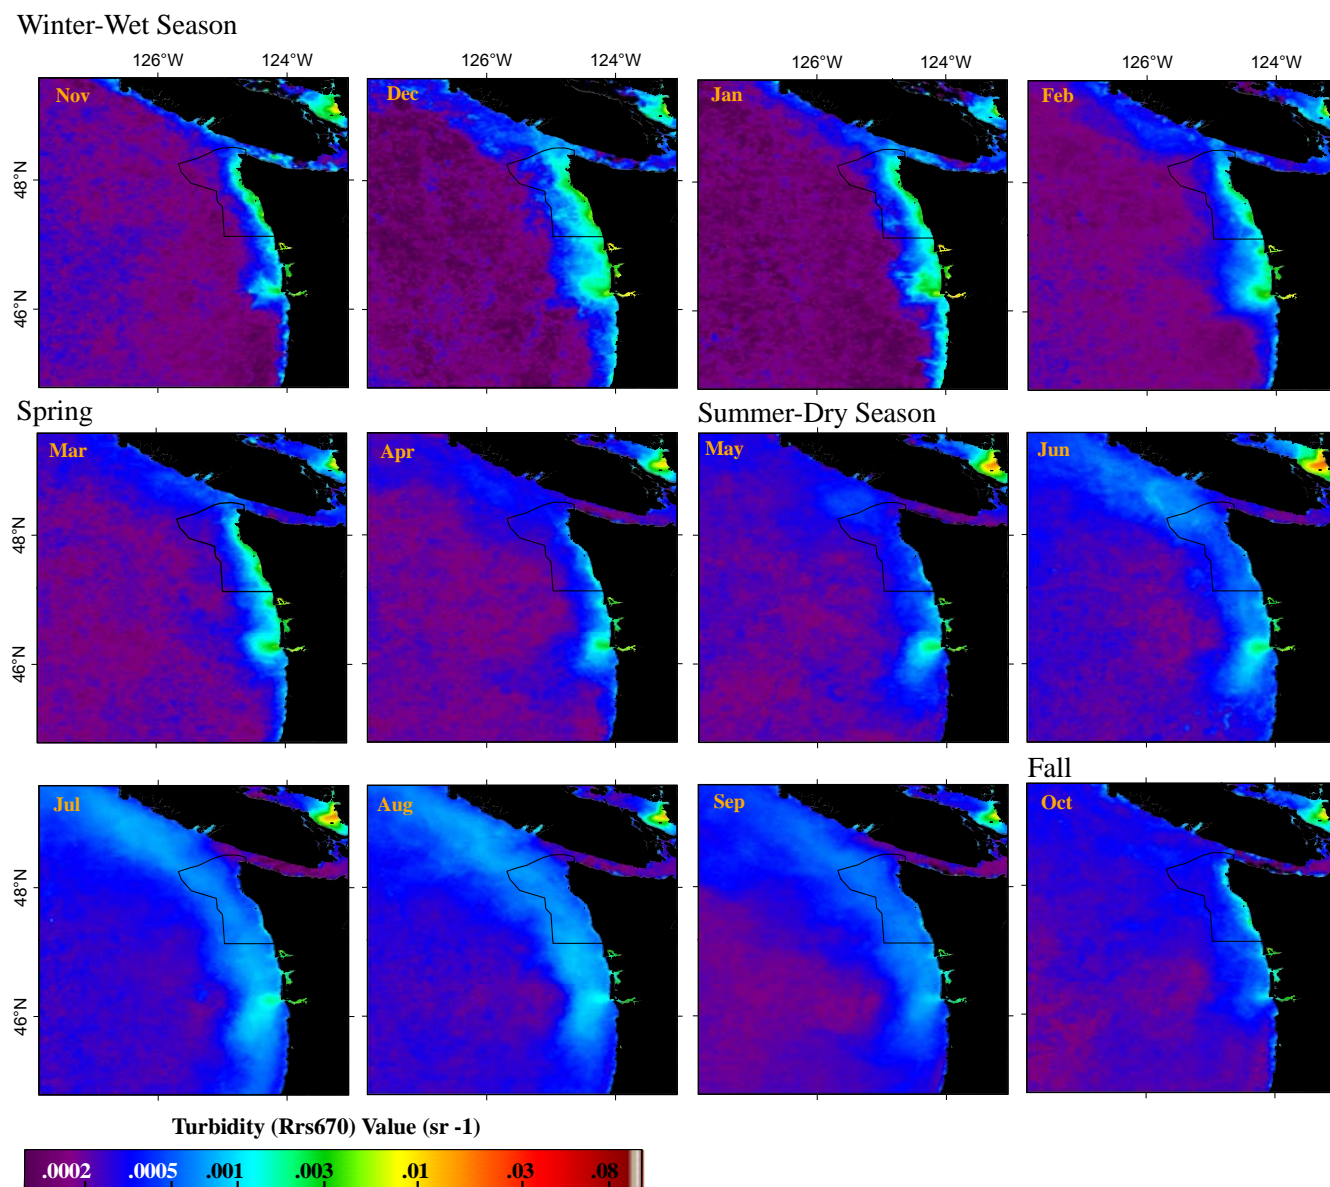 Winter-Wet Season
126°W 124°W 126°W 124°W 126°W 124°W 126°W 124°W
Nov Dec Jan Feb
48°N
46°N
Spring Summer-Dry Season
Mar Apr May Jun
48°N
46°N
Fall
Jul Aug Sep Oct
48°N
46°N
Turbidity (Rrs670) Value (sr -1)
.0002 .0005 .001 .003 .01 .03 .08